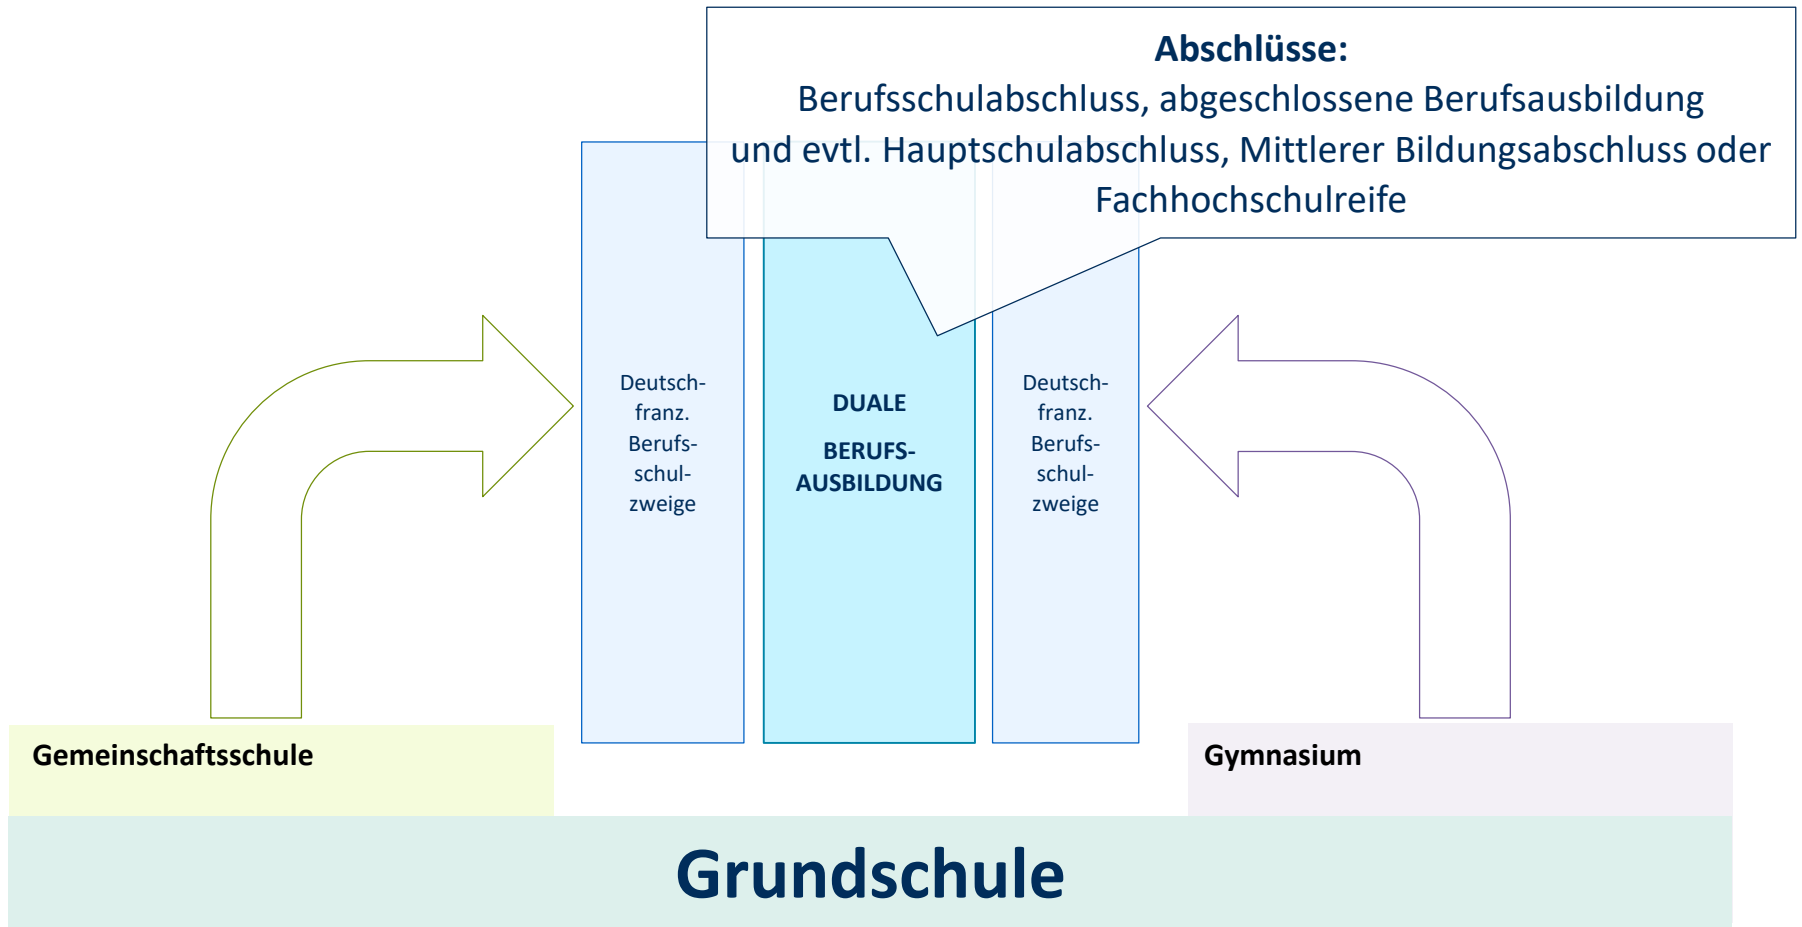 Abschlüsse:
Berufsschulabschluss, abgeschlossene Berufsausbildung
und evtl. Hauptschulabschluss, Mittlerer Bildungsabschluss oder
Fachhochschulreife
Deutsch-
franz.
Berufs-
schul-
zweige
DUALE
BERUFS-
AUSBILDUNG
Deutsch-
franz.
Berufs-
schul-
zweige
Gemeinschaftsschule
Gymnasium
Grundschule